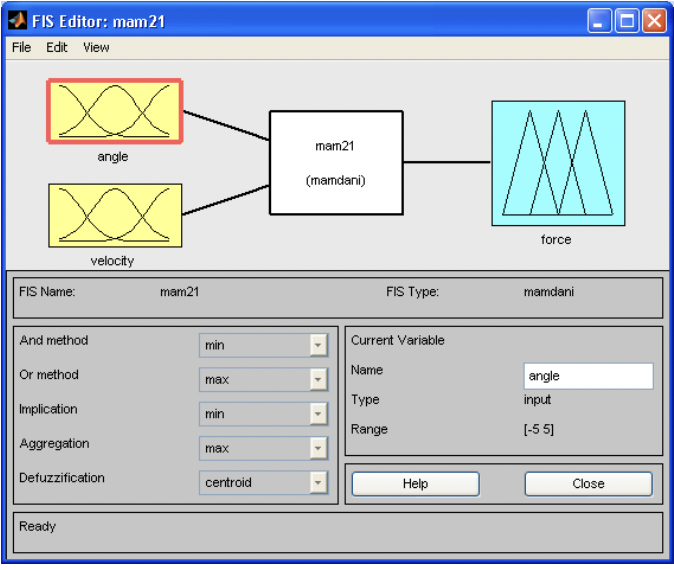 FIS Editor: mam21
File Edit View
angle
mam21
(mamdani)
velocity
force
FIS Name: mam21 FIS Type: mamdani
And method min
Or method max
Implication min
Aggregation max
Defuzzification centroid
Current Variable
Name angle
Type input
Range [-5 5]
Help Close
Ready